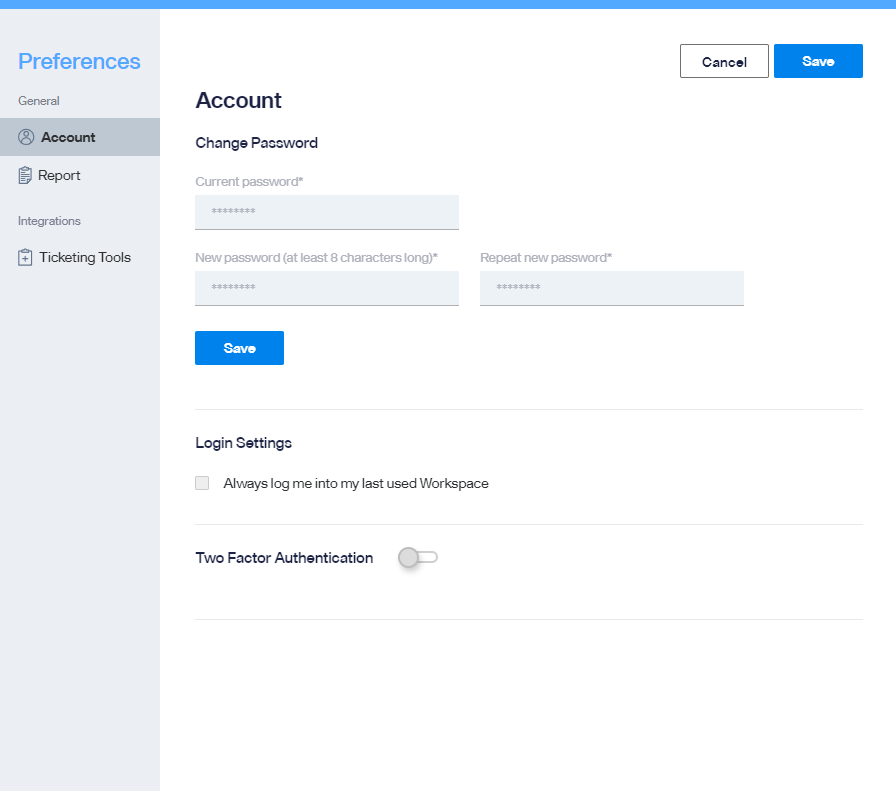 Preferences
General
Account
Report
Integrations
Ticketing Tools
Cancel
Save
Account
Change Password
Current password*
********
New password (at least 8 characters long)*
Repeat new password*
********
********
Save
Login Settings
Always log me into my last used Workspace
Two Factor Authentication